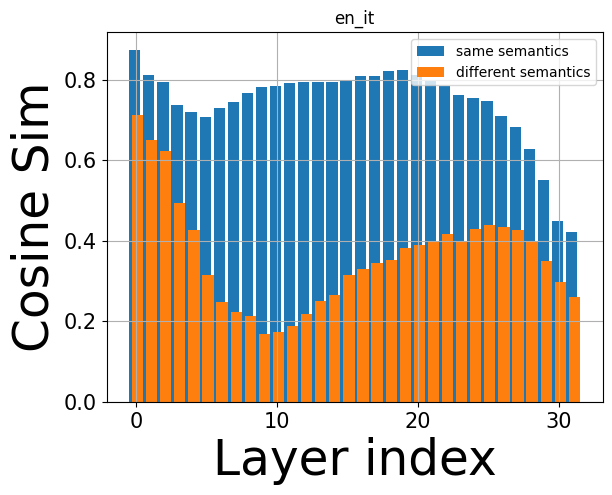 en_it
same semantics
different semantics
Cosine Sim
0.8
0.6
0.4
0.2
0.0
0
10
20
30
Layer index